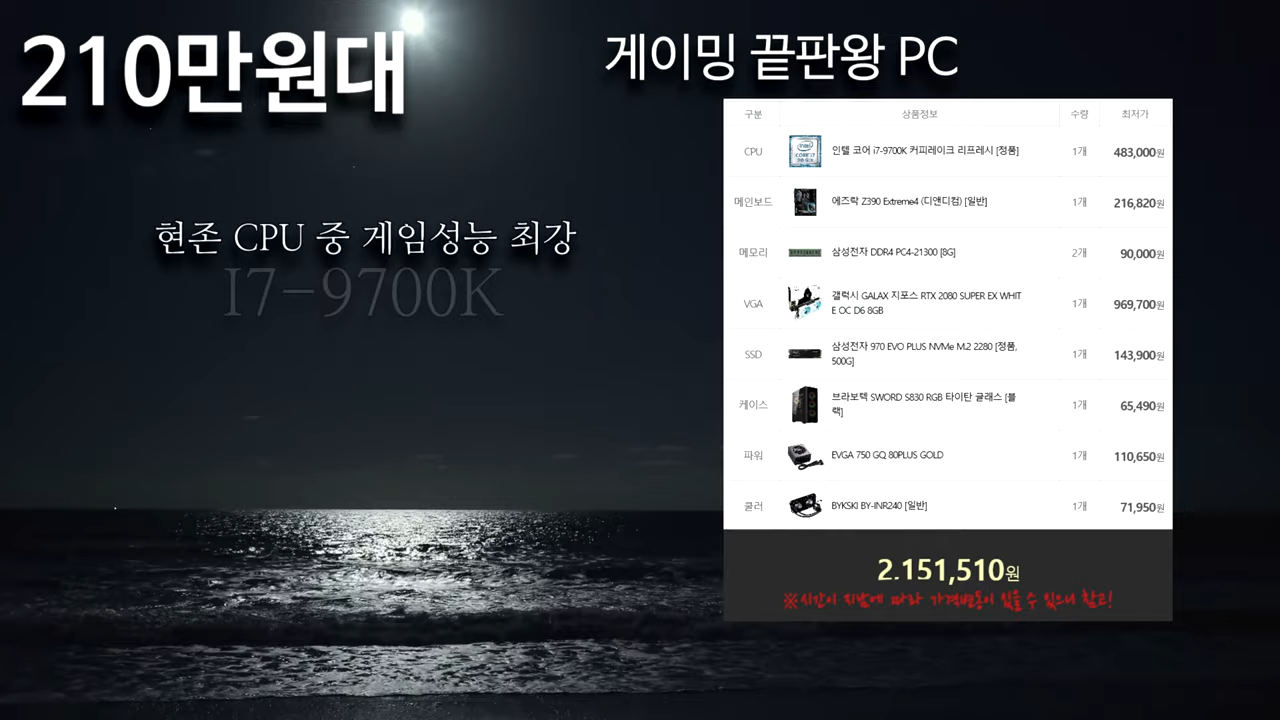 210만원대
게이밍 끝판왕 PC
현존 CPU 중 게임성능 최강
I7-9700K
구분 상품정보 수량 최저가
CPU 인텔 코어 i7-9700K 커피레이크 리프레시 [정품] 1개 483,000원
메인보드 에즈락 Z390 Extreme4 (디앤디컴) [일반] 1개 216,820원
메모리 삼성전자 DDR4 PC4-21300 [8G] 2개 90,000원
VGA 갤럭시 GALAX 지포스 RTX 2080 SUPER EX WHIT
E OC D6 8GB 1개 969,700원
SSD 삼성전자 970 EVO PLUS NVMe M.2 2280 [정품,
500G] 1개 143,900원
케이스 브라보텍 SWORD S830 RGB 타이탄 글래스 [블
랙] 1개 65,490원
파워 EVGA 750 GQ 80PLUS GOLD 1개 110,650원
쿨러 BYKSKI BY-INR240 [일반] 1개 71,950원
2,151,510원
※시간이 지남에 따라 가격변동이 있을 수 있으니 참고!